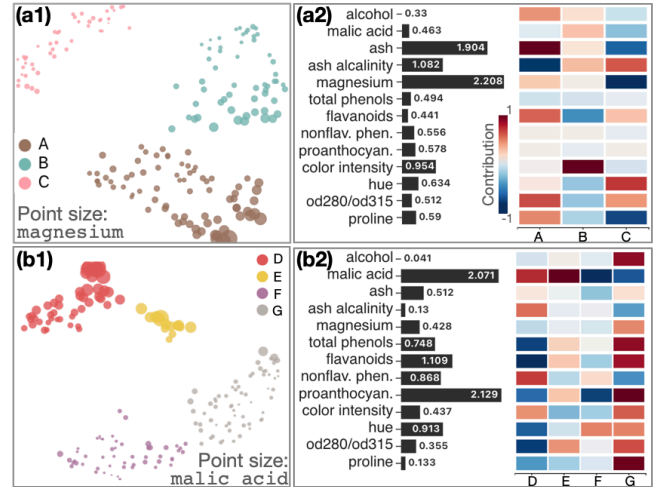 (a1)
A
B
C
Point size:
magnesium
(a2)
alcohol 0.33
malic acid 0.463
ash 1.904
ash alcalinity 1.082
magnesium 2.208
total phenols 0.494
flavanoids 0.441
nonflav. phen. 0.556
proanthocyan. 0.578
color intensity 0.954
hue 0.634
od280/od315 0.512
proline 0.59
1
Contribution
-1
A B C
(b1)
D
E
F
G
Point size:
malic acid
(b2)
alcohol 0.041
malic acid 2.071
ash 0.512
ash alcalinity 0.13
magnesium 0.428
total phenols 0.748
flavanoids 1.109
nonflav. phen. 0.868
proanthocyan. 2.129
color intensity 0.437
hue 0.913
od280/od315 0.355
proline 0.133
D E F G